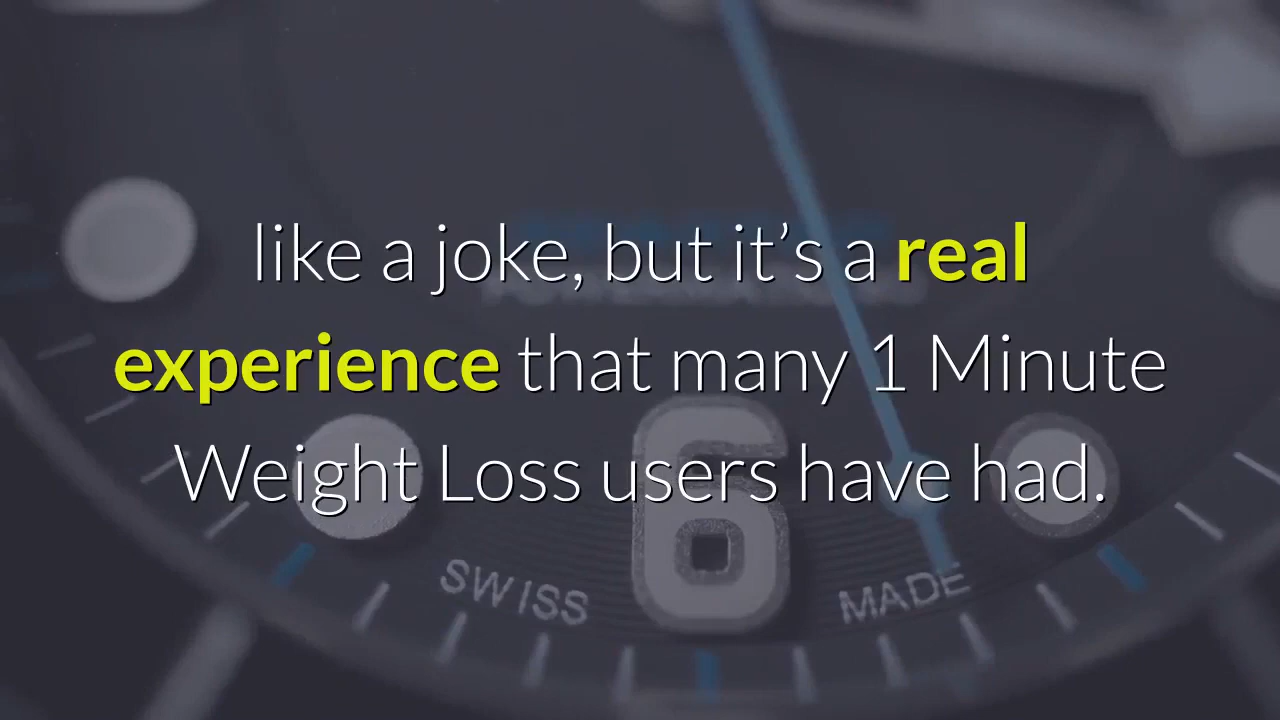 like a joke, but it’s a real
experience that many 1 Minute
Weight Loss users have had.
6
SWISS MADE